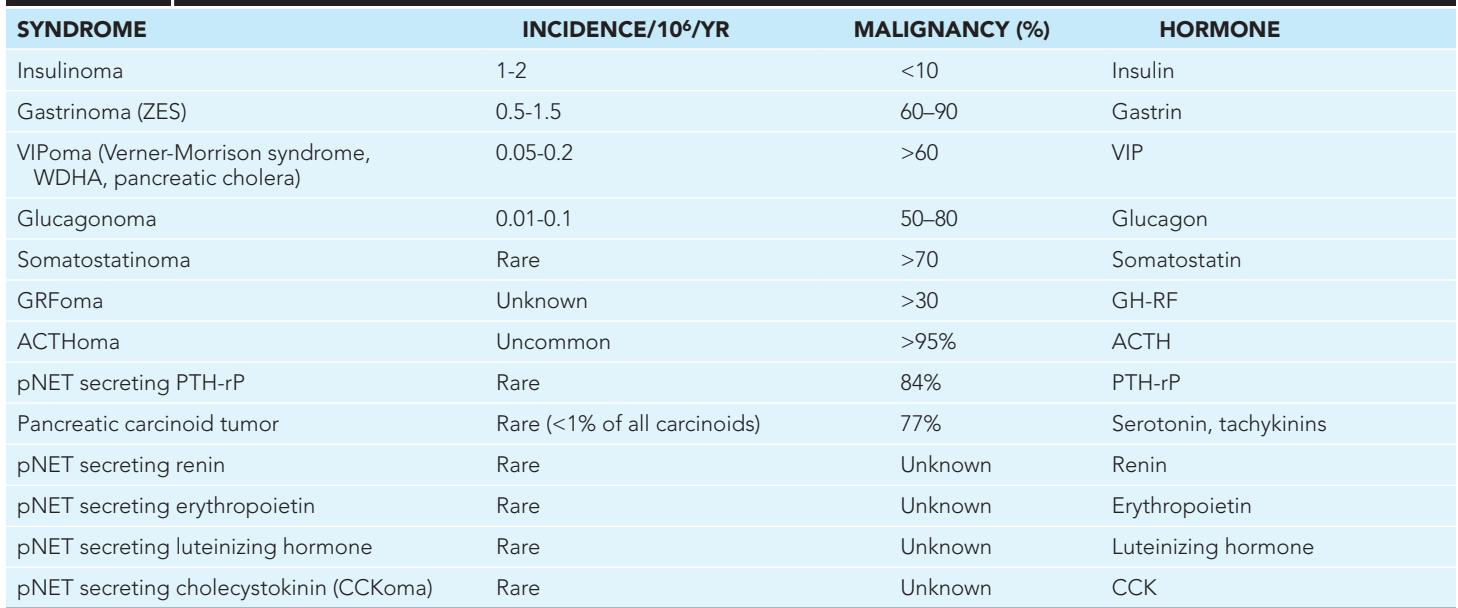 SYNDROME INCIDENCE/10⁶/YR MALIGNANCY (%) HORMONE
Insulinoma 1-2 <10 Insulin
Gastrinoma (ZES) 0.5-1.5 60–90 Gastrin
VIPoma (Verner-Morrison syndrome, 0.05-0.2 >60 VIP
WDHA, pancreatic cholera)
Glucagonoma 0.01-0.1 50–80 Glucagon
Somatostatinoma Rare >70 Somatostatin
GRFoma Unknown >30 GH-RF
ACTHoma Uncommon >95% ACTH
pNET secreting PTH-rP Rare 84% PTH-rP
Pancreatic carcinoid tumor Rare (<1% of all carcinoids) 77% Serotonin, tachykinins
pNET secreting renin Rare Unknown Renin
pNET secreting erythropoietin Rare Unknown Erythropoietin
pNET secreting luteinizing hormone Rare Unknown Luteinizing hormone
pNET secreting cholecystokinin (CCKoma) Rare Unknown CCK